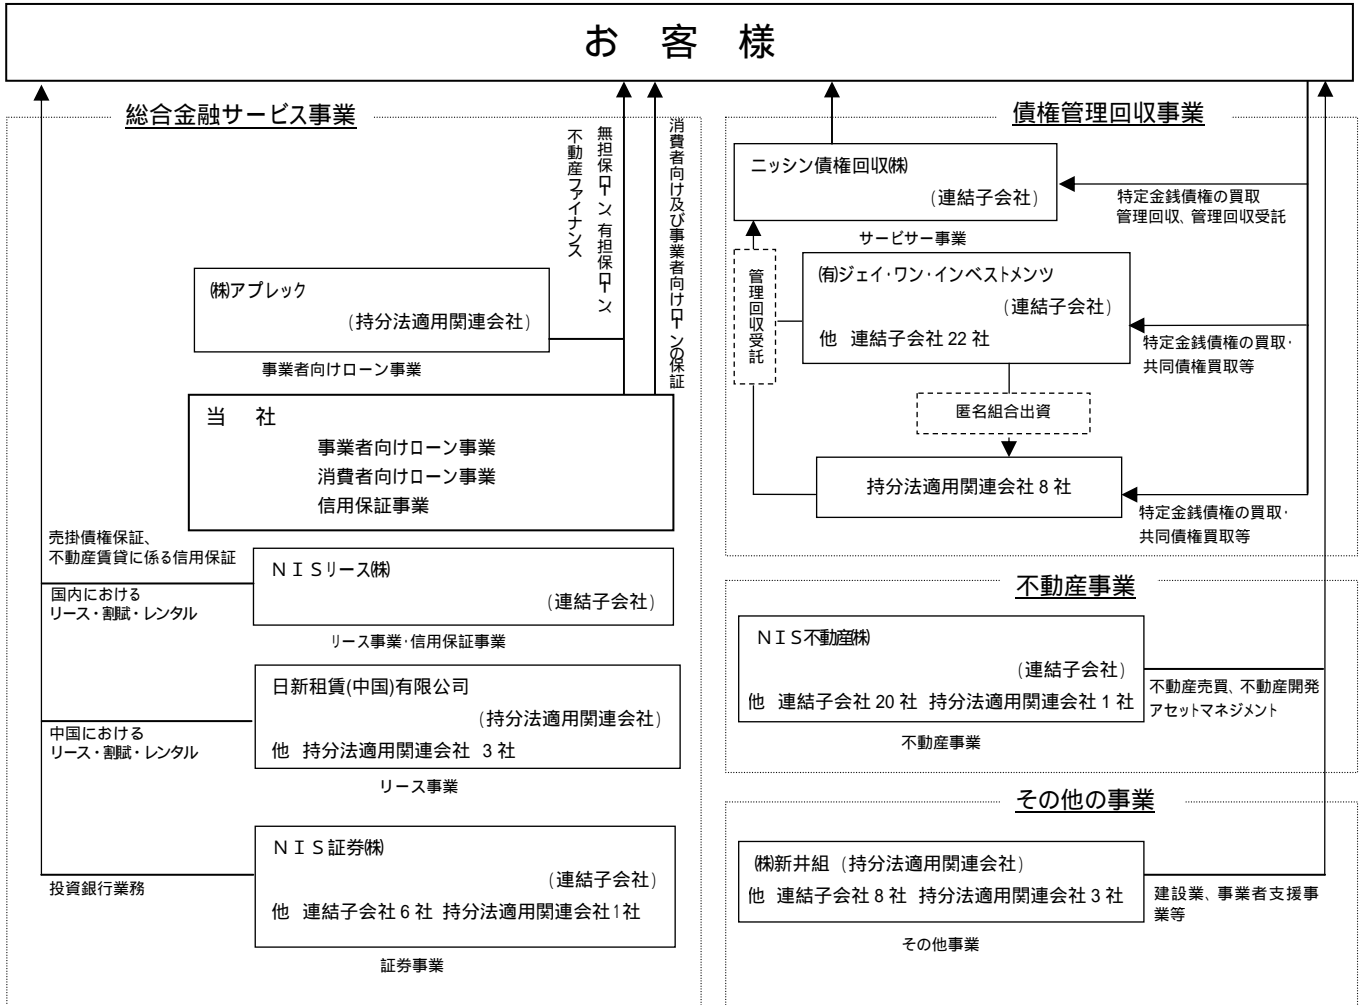 お 客 様
総合金融サービス事業
不動産ファイナンス
無担保ローン、有担保ローン
消費者向け及び事業者向けローンの保証
㈱アプレック
(持分法適用関連会社)
事業者向けローン事業
当 社
事業者向けローン事業
消費者向けローン事業
信用保証事業
売掛債権保証、
不動産賃貸に係る信用保証
国内における
リース・割賦・レンタル
ＮＩＳリース㈱
(連結子会社)
リース事業・信用保証事業
日新租賃(中国)有限公司
(持分法適用関連会社)
他 持分法適用関連会社 3 社
リース事業
中国における
リース・割賦・レンタル
ＮＩＳ証券㈱
(連結子会社)
他 連結子会社 6 社 持分法適用関連会社 1 社
証券事業
投資銀行業務
債権管理回収事業
ニッシン債権回収㈱
(連結子会社)
サービサー事業
特定金銭債権の買取
管理回収、管理回収受託
管理回収受託
㈲ジェイ・ワン・インベストメンツ
(連結子会社)
他 連結子会社 22 社
特定金銭債権の買取・
共同債権買取等
匿名組合出資
持分法適用関連会社 8 社
特定金銭債権の買取・
共同債権買取等
不動産事業
ＮＩＳ不動産㈱
(連結子会社)
他 連結子会社 20 社 持分法適用関連会社 1 社
不動産事業
不動産売買、不動産開発
アセットマネジメント
その他の事業
㈱新井組 (持分法適用関連会社)
他 連結子会社 8 社 持分法適用関連会社 3 社
その他事業
建設業、事業者支援事
業等